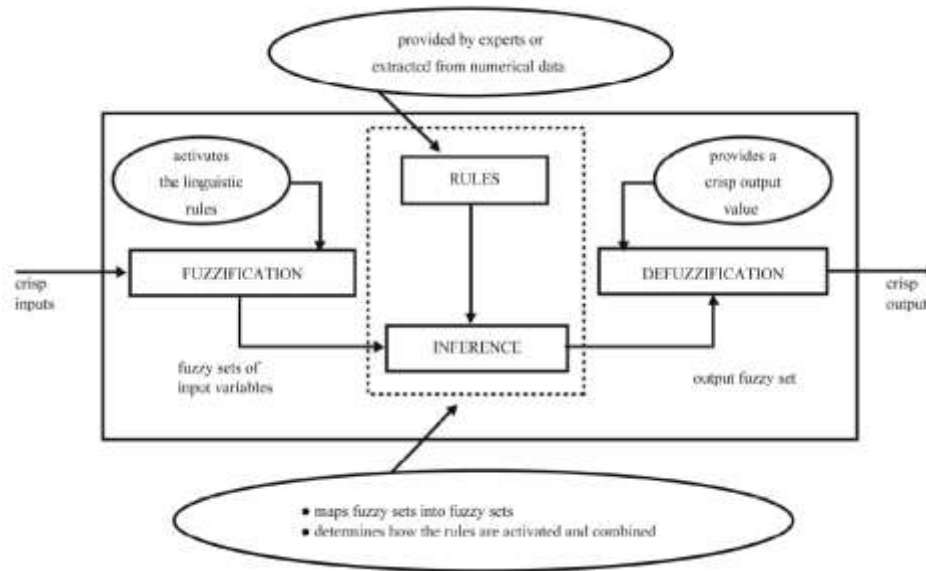 provided by experts or
extracted from numerical data
activates
the linguistic
rules
RULES
provides a
crisp output
value
FUZZIFICATION
DEFUZZIFICATION
crisp
inputs
crisp
output
INFERENCE
fuzzy sets of
input variables
output fuzzy set
● maps fuzzy sets into fuzzy sets
● determines how the rules are activated and combined